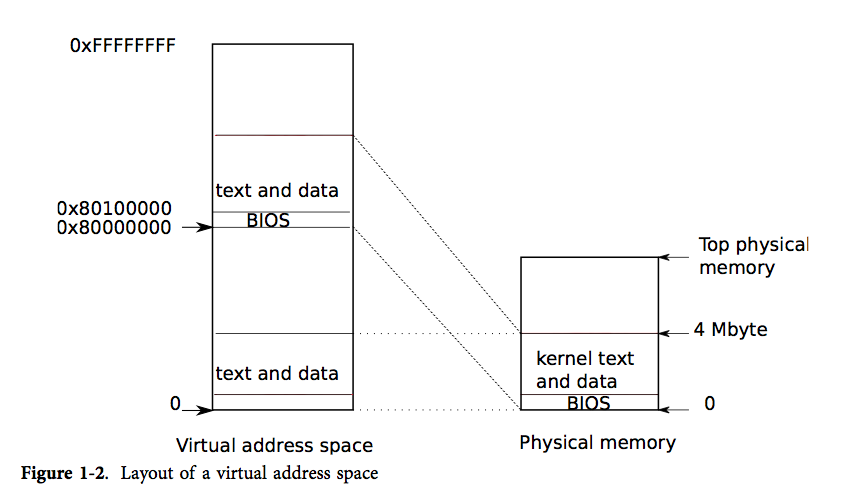 0xFFFFFFFF
text and data
0x80100000
0x80000000
BIOS
text and data
0
Virtual address space
Top physical
memory
4 Mbyte
kernel text
and data
BIOS
0
Physical memory
Figure 1-2. Layout of a virtual address space